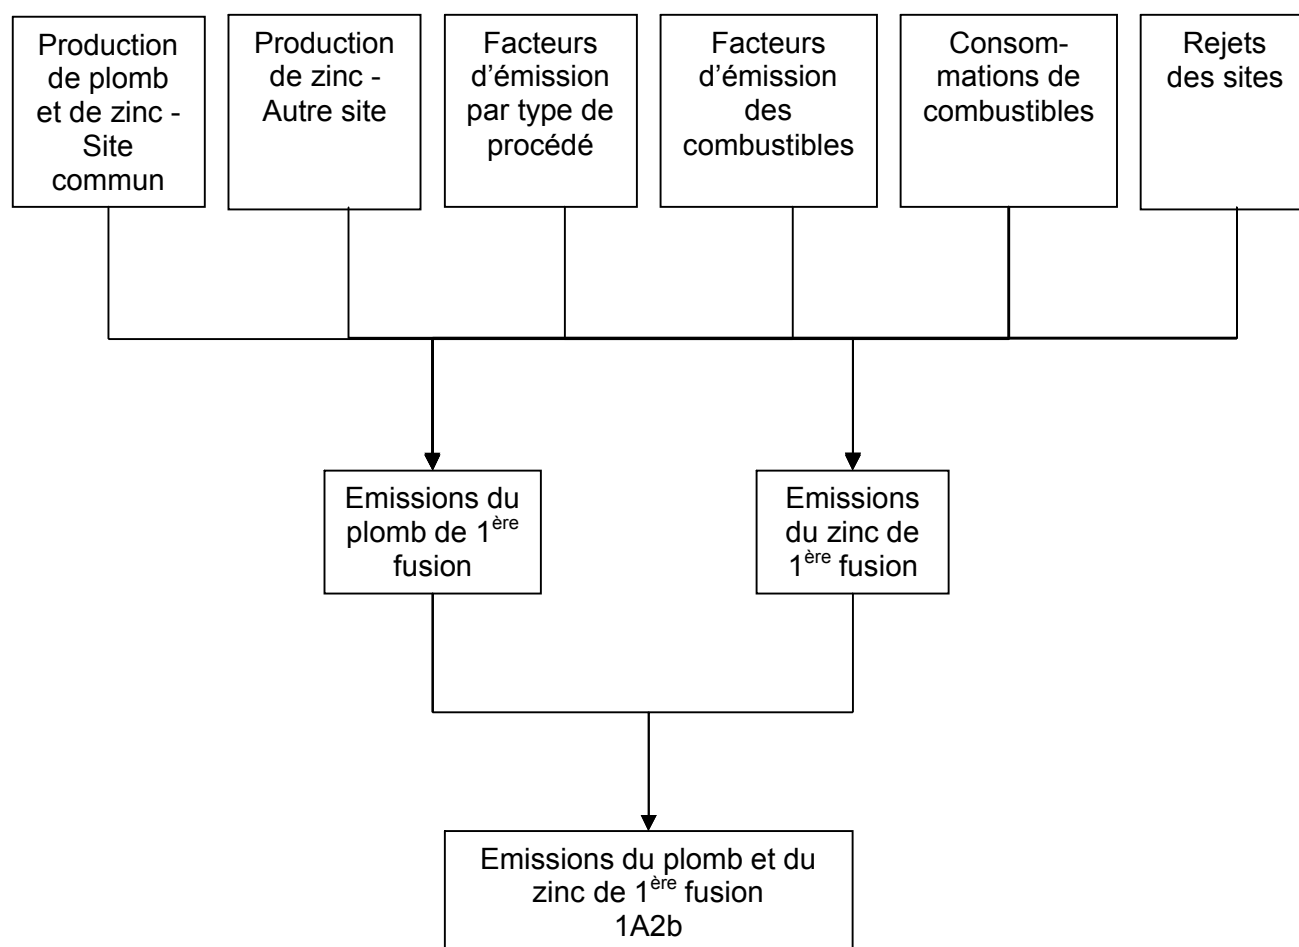 Production
de plomb
et de zinc -
Site
commun
Production
de zinc -
Autre site
Facteurs
d’émission
par type de
procédé
Facteurs
d’émission
des
combustibles
Consom-
mations de
combustibles
Rejets
des sites
Emissions du
plomb de 1ère
fusion
Emissions
du zinc de
1ère fusion
Emissions du plomb et du
zinc de 1ère fusion
1A2b